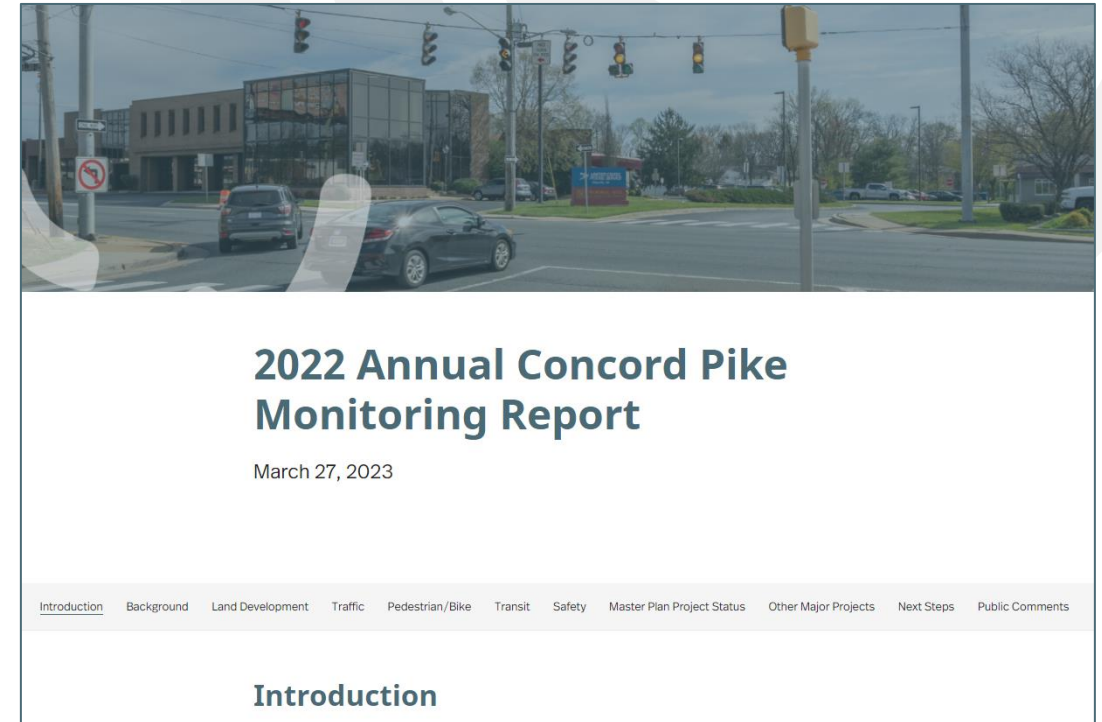 2022 Annual Concord Pike
Monitoring Report
March 27, 2023
Introduction Background Land Development Traffic Pedestrian/Bike Transit Safety Master Plan Project Status Other Major Projects Next Steps Public Comments
Introduction